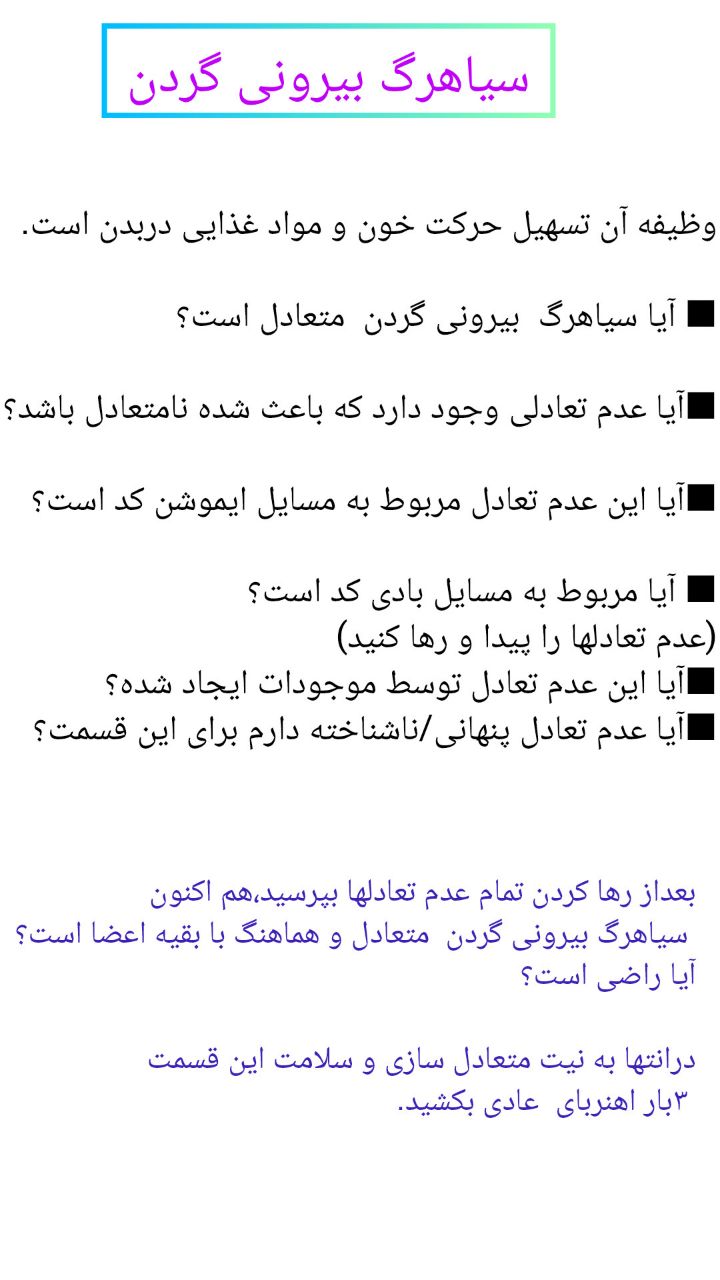 سیاهرگ بیرونی گردن
وظیفه آن تسهیل حرکت خون و مواد غذایی دربدن است.
■ آیا سیاهرگ بیرونی گردن متعادل است؟
■آیا عدم تعادلی وجود دارد که باعث شده نامتعادل باشد؟
■آیا این عدم تعادل مربوط به مسایل ایموشن کد است؟
■ آیا مربوط به مسایل بادی کد است؟
(عدم تعادلها را پیدا و رها کنید)
■آیا این عدم تعادل توسط موجودات ایجاد شده؟
■آیا عدم تعادل پنهانی/ناشناخته دارم برای این قسمت؟
بعداز رها کردن تمام عدم تعادلها بپرسید،هم اکنون
سیاهرگ بیرونی گردن متعادل و هماهنگ با بقیه اعضا است؟
آیا راضی است؟
درانتها به نیت متعادل سازی و سلامت این قسمت
۳بار اهنربای عادی بکشید.